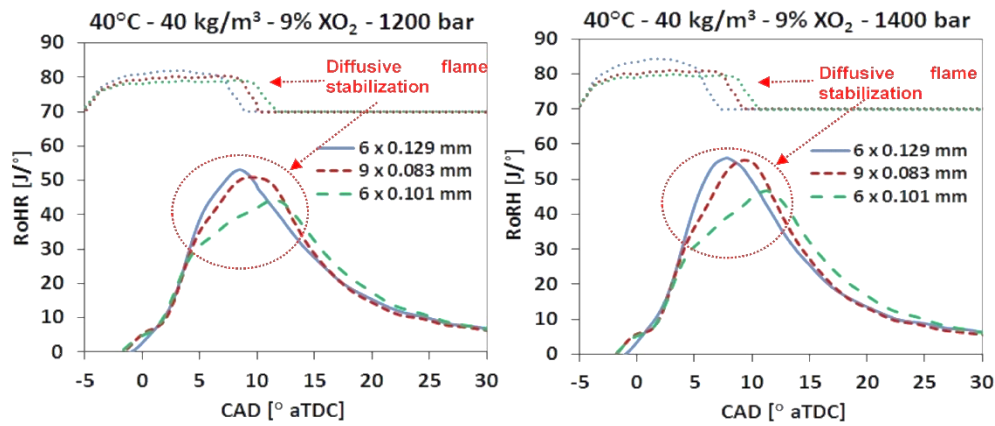 40°C - 40 kg/m³ - 9% XO₂ - 1200 bar
90
80
70
60
50
40
30
20
10
0
RoHR [J/°]
Diffusive flame
stabilization
6 x 0.129 mm
9 x 0.083 mm
6 x 0.101 mm
-5 0 5 10 15 20 25 30
CAD [° aTDC]
40°C - 40 kg/m³ - 9% XO₂ - 1400 bar
90
80
70
60
50
40
30
20
10
0
RoRH [J/°]
Diffusive flame
stabilization
6 x 0.129 mm
9 x 0.083 mm
6 x 0.101 mm
-5 0 5 10 15 20 25 30
CAD [° aTDC]